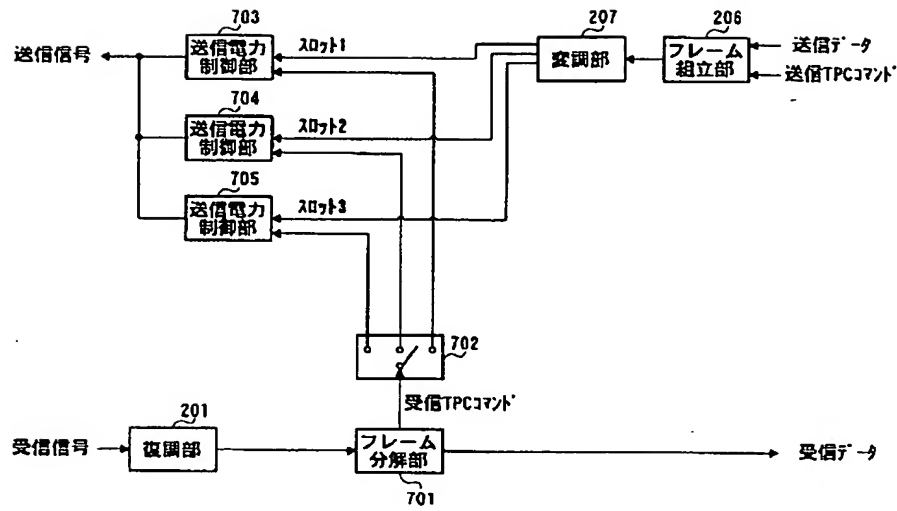 703
送信電力
制御部
送信信号
スロット1
207
変調部
206
フレーム
組立部
送信データ
送信TPCコマンド
704
送信電力
制御部
スロット2
705
送信電力
制御部
スロット3
702
受信TPCコマンド
受信信号
201
復調部
フレーム
分解部
701
受信データ